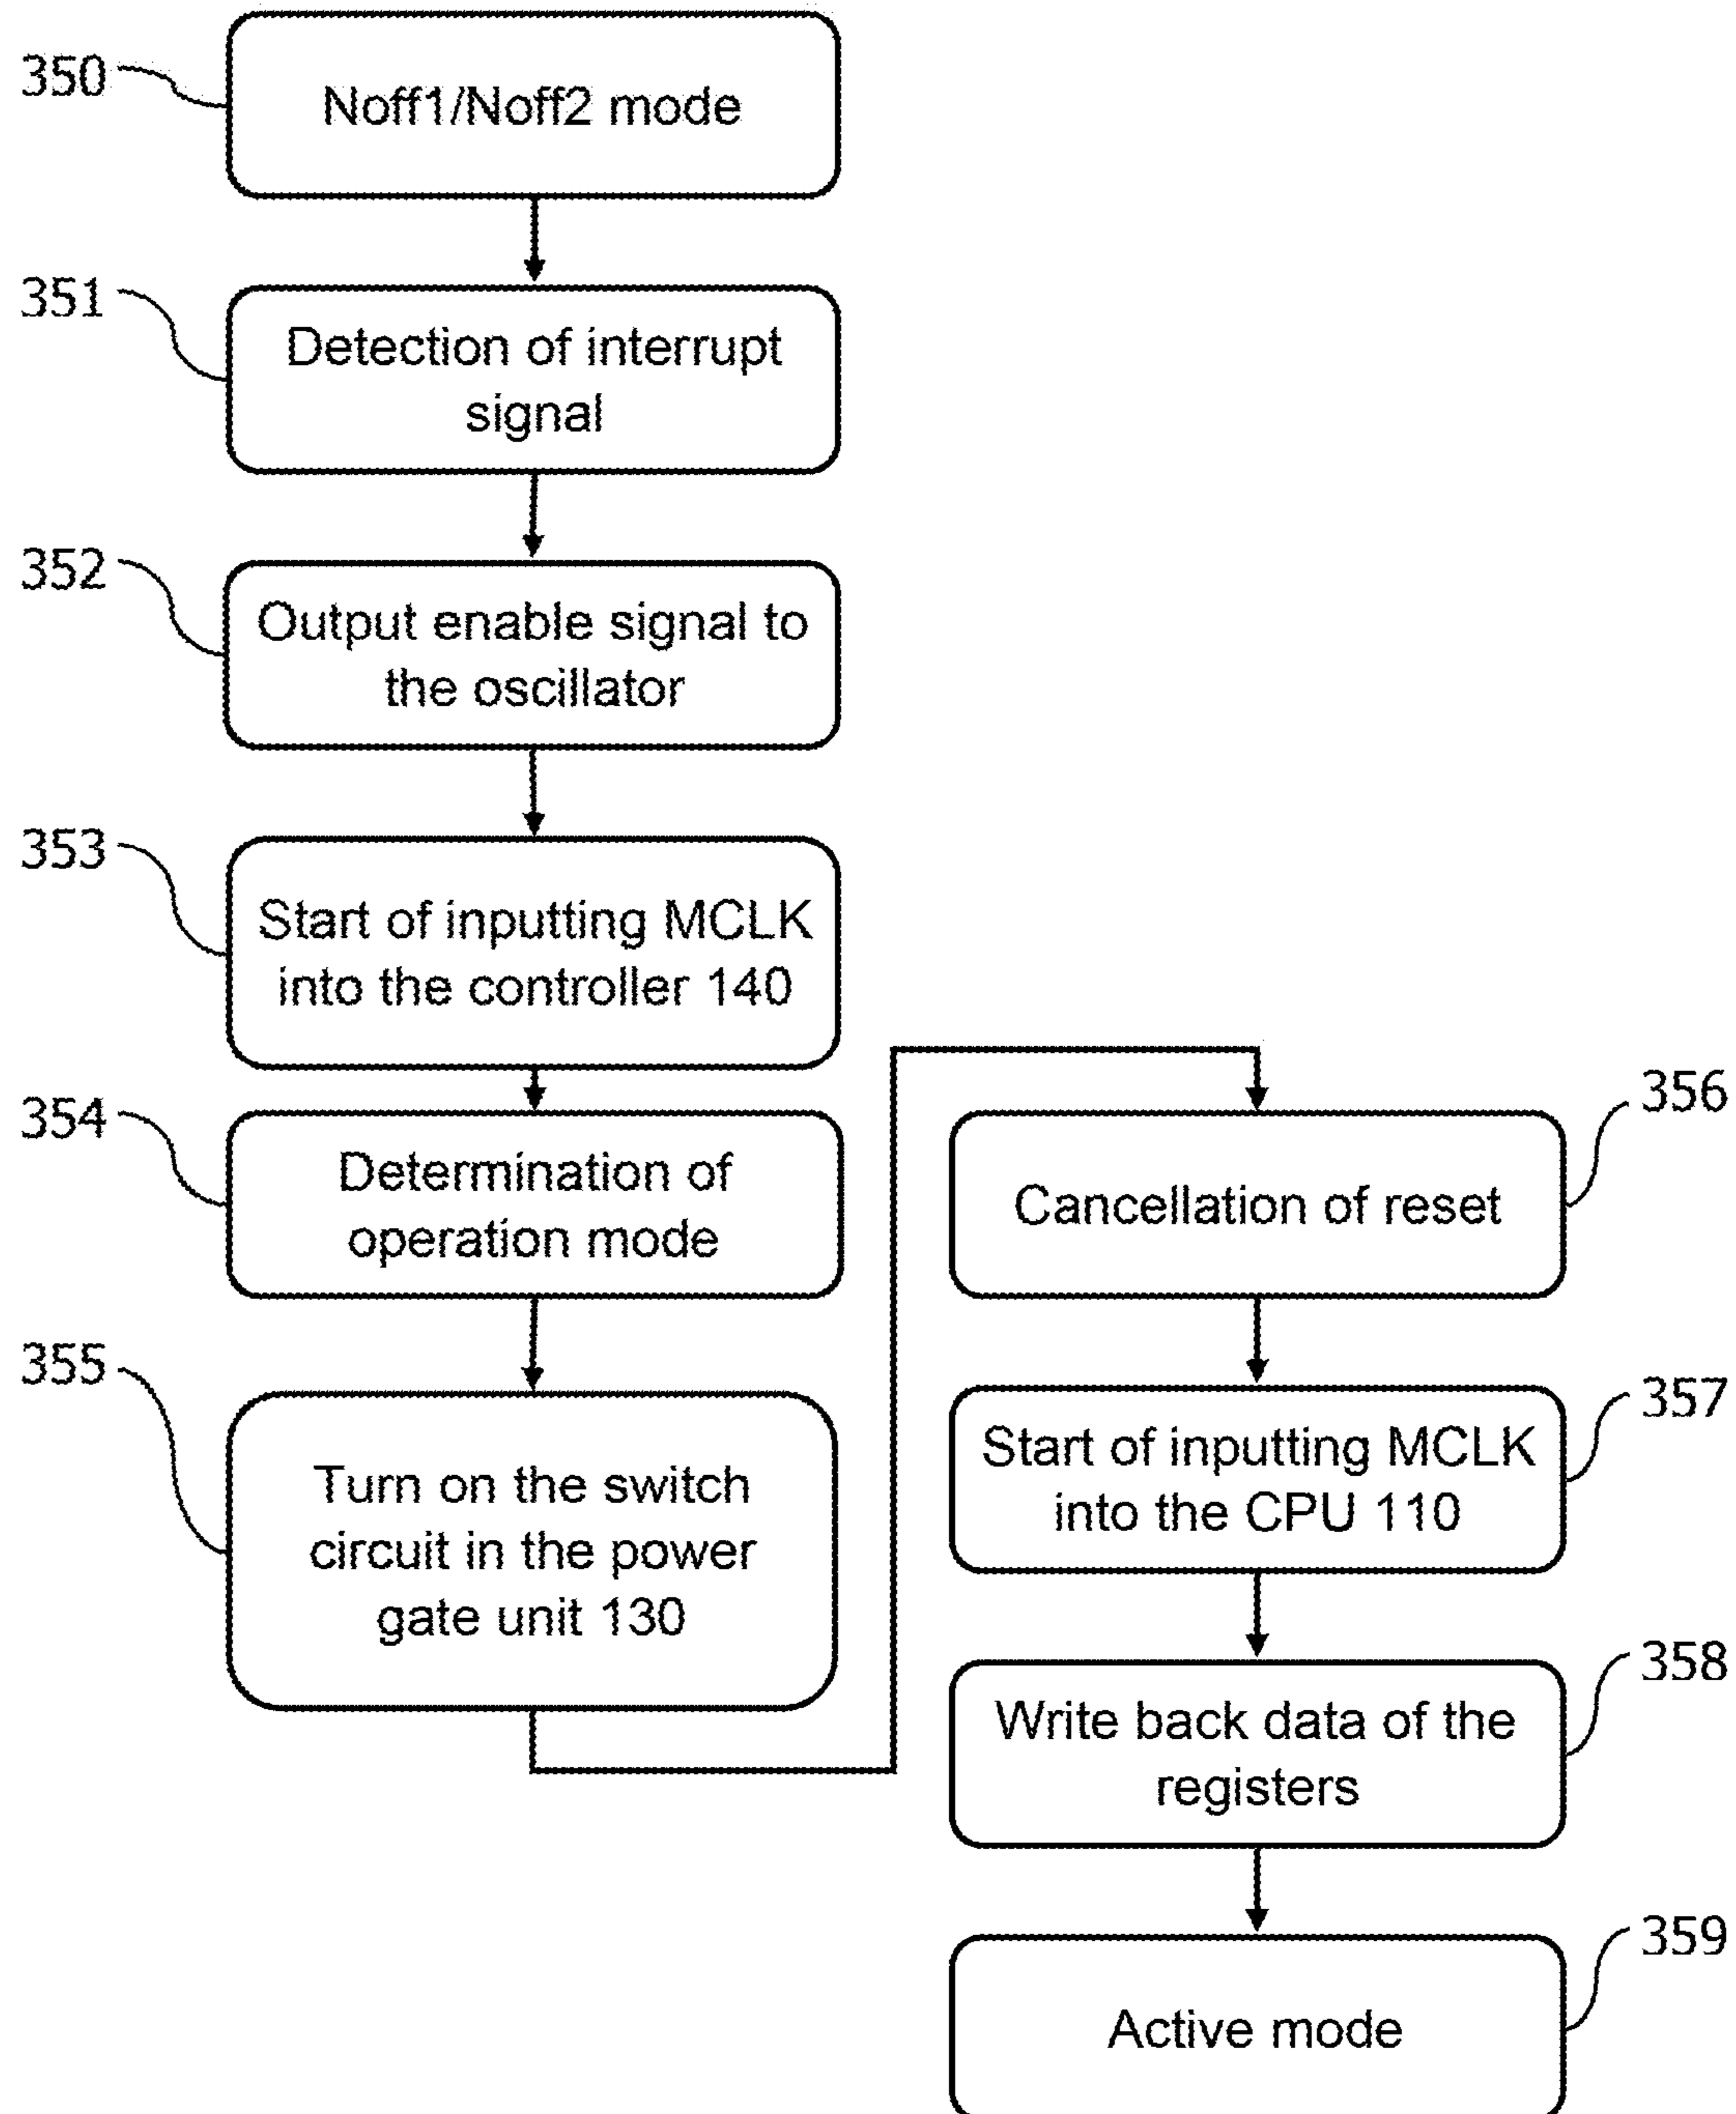 350
Noff1/Noff2 mode
351
Detection of interrupt
signal
352
Output enable signal to
the oscillator
353
Start of inputting MCLK
into the controller 140
354
Determination of
operation mode
355
Turn on the switch
circuit in the power
gate unit 130
356
Cancellation of reset
357
Start of inputting MCLK
into the CPU 110
358
Write back data of the
registers
359
Active mode